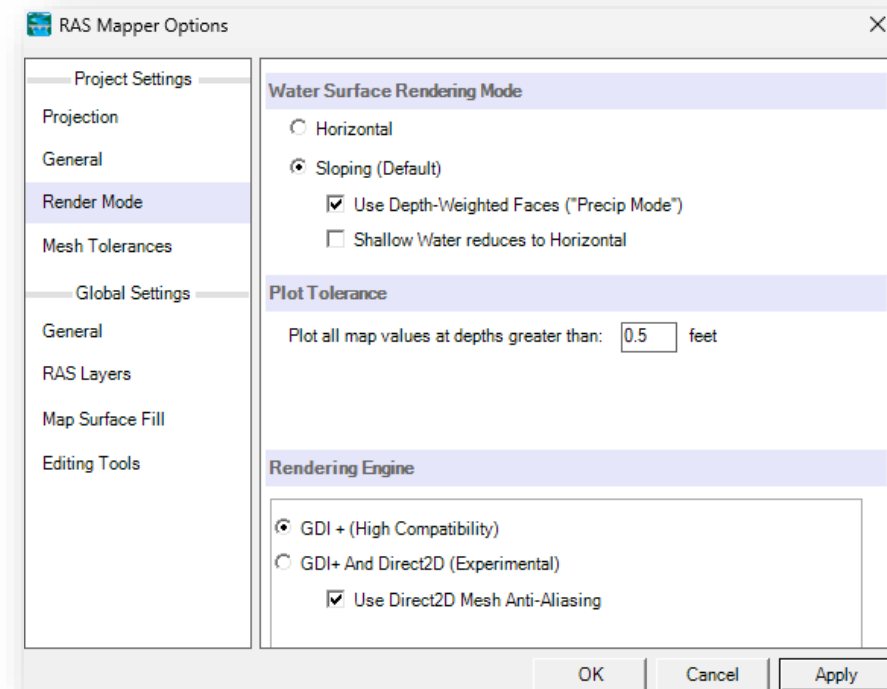 RAS Mapper Options
Project Settings
Projection
General
Render Mode
Mesh Tolerances
Global Settings
General
RAS Layers
Map Surface Fill
Editing Tools
Water Surface Rendering Mode
Horizontal
Sloping (Default)
Use Depth-Weighted Faces ("Precip Mode")
Shallow Water reduces to Horizontal
Plot Tolerance
Plot all map values at depths greater than: 0.5 feet
Rendering Engine
GDI + (High Compatibility)
GDI+ And Direct2D (Experimental)
Use Direct2D Mesh Anti-Aliasing
OK Cancel Apply